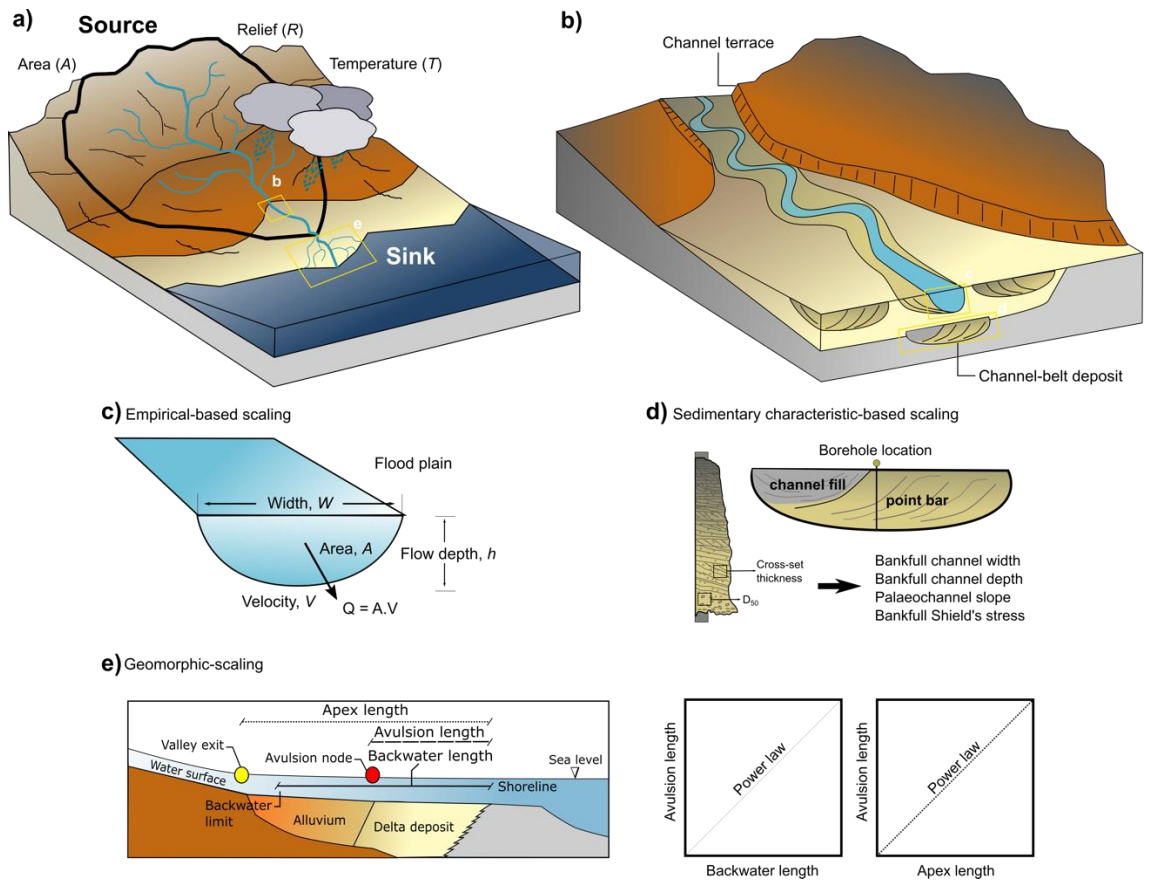 a)
Source
Relief (R)
Area (A)
Temperature (T)
b
e
Sink
b)
Channel terrace
c
d
Channel-belt deposit
c) Empirical-based scaling
Flood plain
Width, W
Area, A
Flow depth, h
Velocity, V
Q = A.V
d) Sedimentary characteristic-based scaling
Borehole location
channel fill
point bar
Cross-set
thickness
D50
Bankfull channel width
Bankfull channel depth
Palaeochannel slope
Bankfull Shield's stress
e) Geomorphic-scaling
Apex length
Avulsion length
Valley exit
Avulsion node
Backwater length
Sea level
Water surface
Shoreline
Backwater
limit
Alluvium
Delta deposit
Avulsion length
Power law
Backwater length
Avulsion length
Power law
Apex length